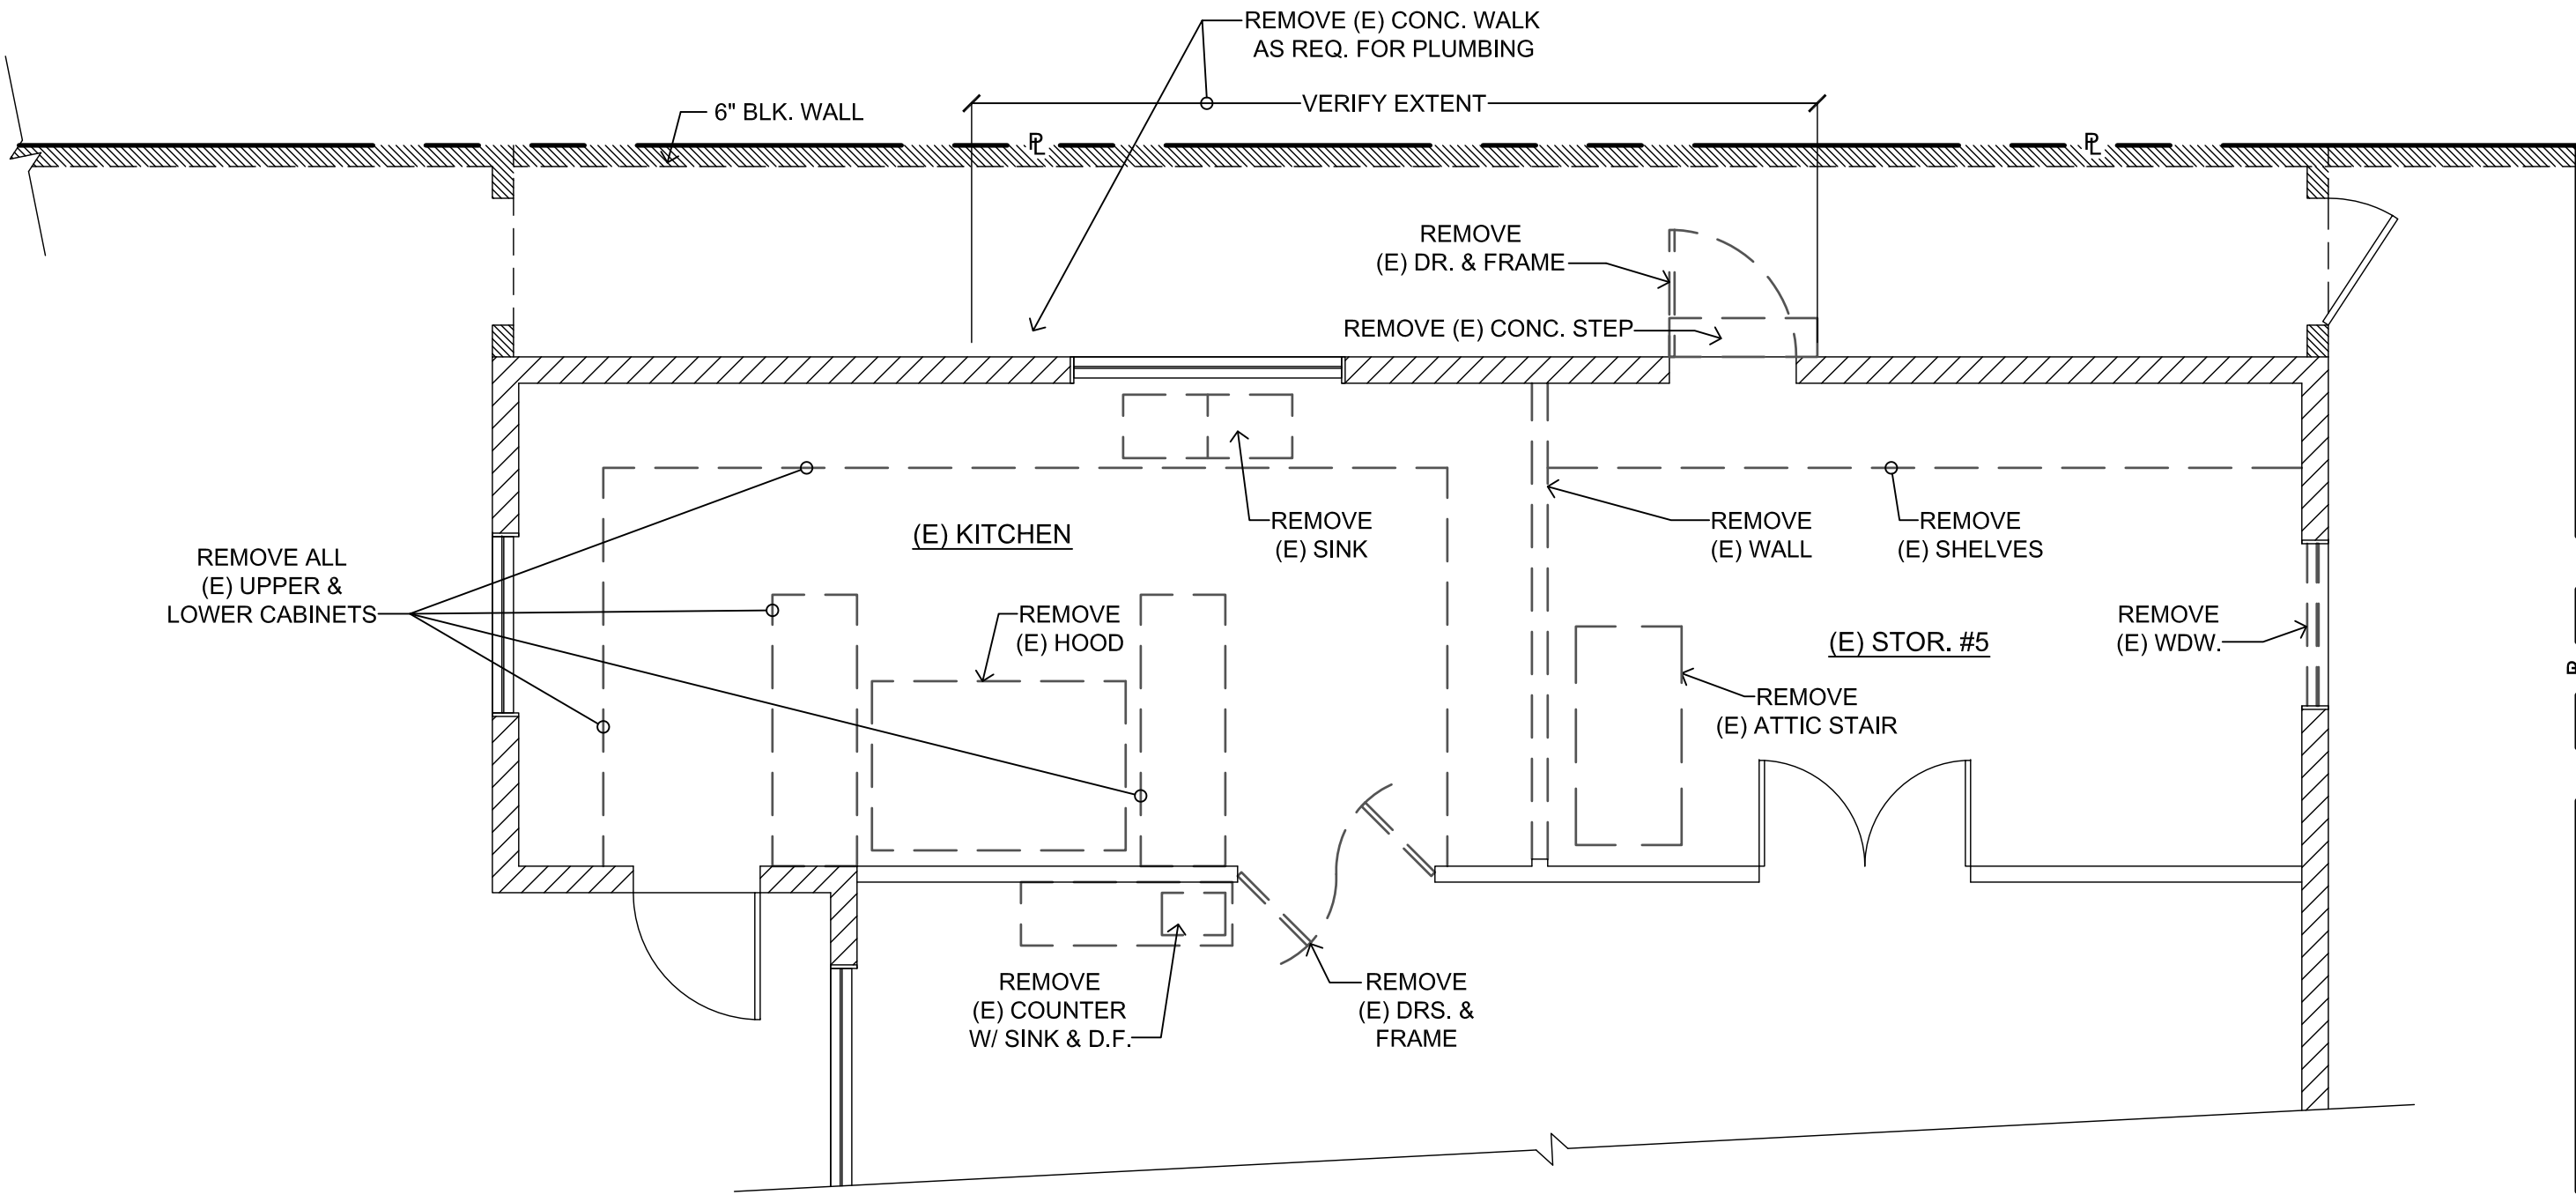 REMOVE (E) CONC. WALK
AS REQ. FOR PLUMBING
6" BLK. WALL
VERIFY EXTENT
PL
PL
REMOVE
(E) DR. & FRAME
REMOVE (E) CONC. STEP
(E) KITCHEN
REMOVE
(E) SINK
REMOVE
(E) WALL
REMOVE
(E) SHELVES
REMOVE ALL
(E) UPPER &
LOWER CABINETS
REMOVE
(E) HOOD
(E) STOR. #5
REMOVE
(E) WDW.
REMOVE
(E) ATTIC STAIR
REMOVE
(E) COUNTER
W/ SINK & D.F.
REMOVE
(E) DRS. &
FRAME